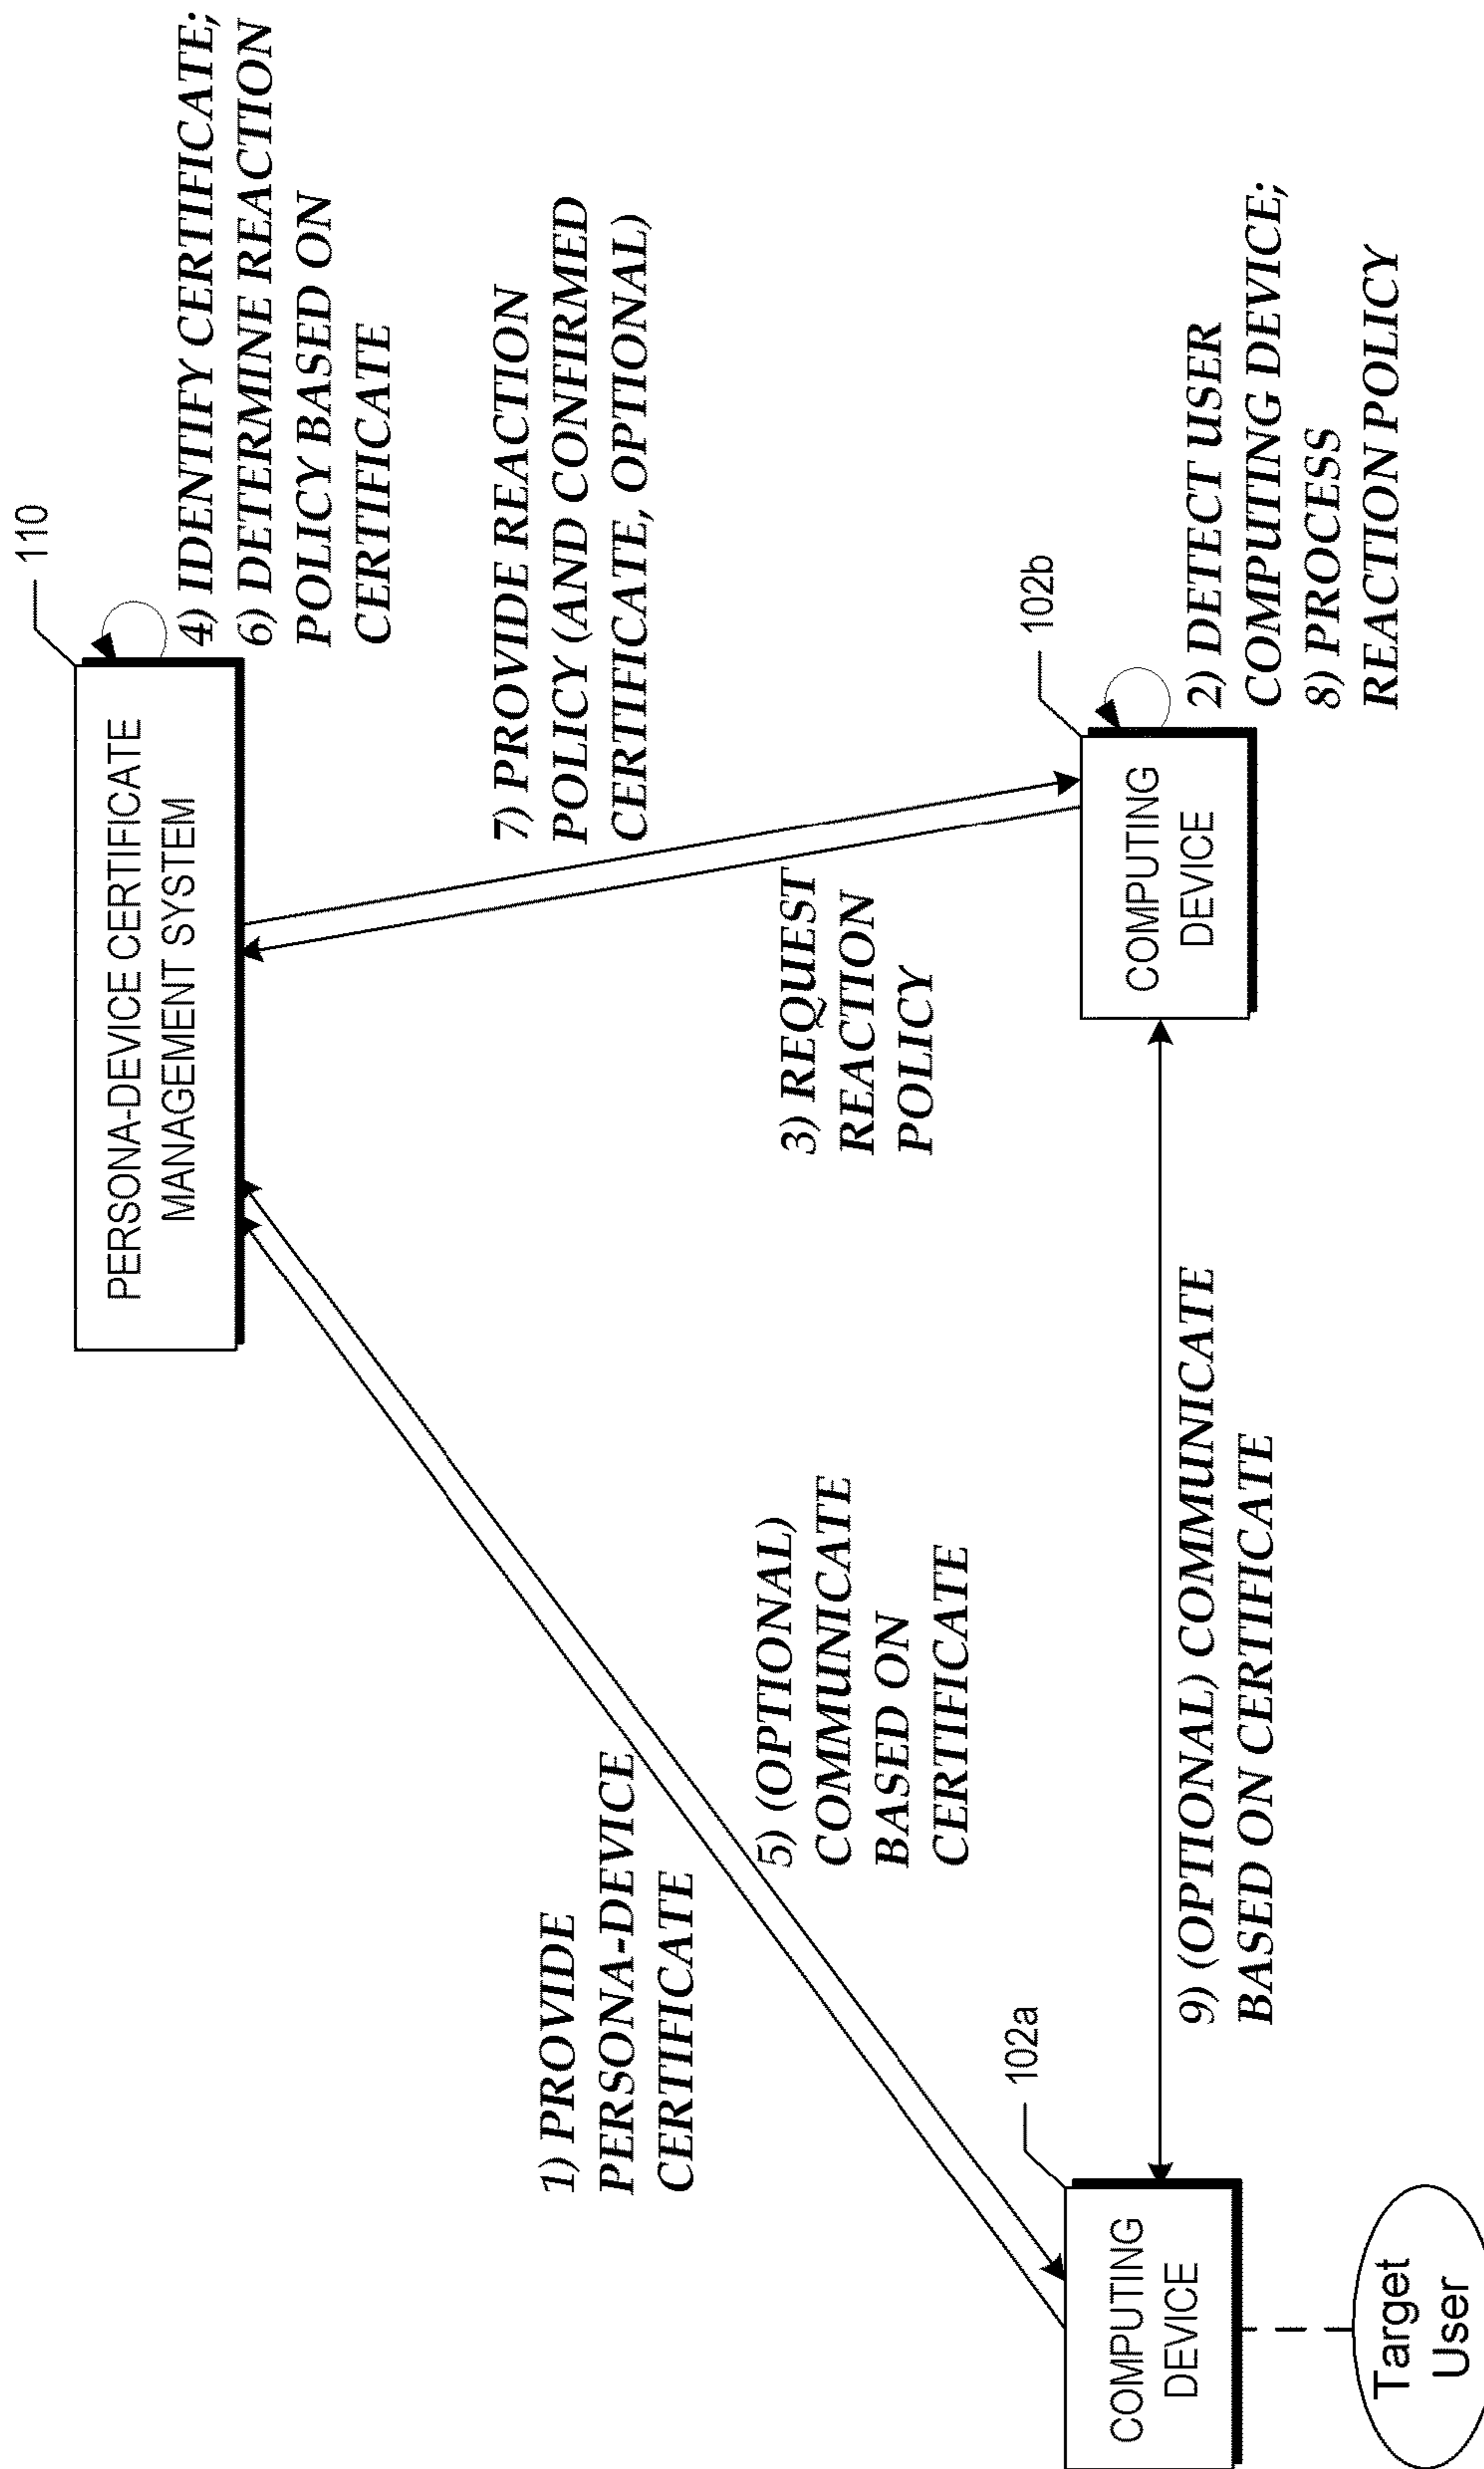 110
PERSONA-DEVICE CERTIFICATE
MANAGEMENT SYSTEM
4) IDENTIFY CERTIFICATE;
6) DETERMINE REACTION
POLICY BASED ON
CERTIFICATE
1) PROVIDE
PERSONA-DEVICE
CERTIFICATE
5) (OPTIONAL)
COMMUNICATE
BASED ON
CERTIFICATE
7) PROVIDE REACTION
POLICY (AND CONFIRMED
CERTIFICATE, OPTIONAL)
3) REQUEST
REACTION
POLICY
102a
COMPUTING
DEVICE
102b
COMPUTING
DEVICE
9) (OPTIONAL) COMMUNICATE
BASED ON CERTIFICATE
2) DETECT USER
COMPUTING DEVICE;
8) PROCESS
REACTION POLICY
Target
User